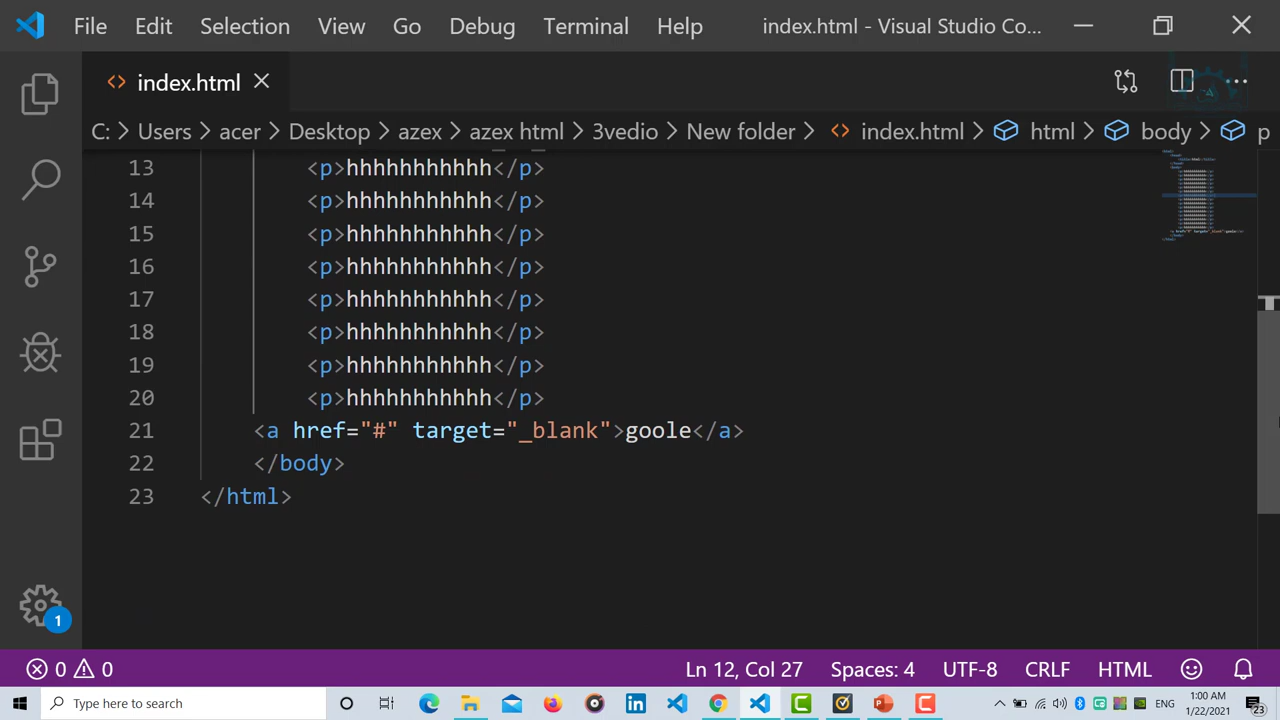 File Edit Selection View Go Debug Terminal Help index.html - Visual Studio Co...
index.html
C: > Users > acer > Desktop > azex > azex html > 3vedio > New folder > index.html > html > body > p
13 <p>hhhhhhhhhhh</p>
14 <p>hhhhhhhhhhh</p>
15 <p>hhhhhhhhhhh</p>
16 <p>hhhhhhhhhhh</p>
17 <p>hhhhhhhhhhh</p>
18 <p>hhhhhhhhhhh</p>
19 <p>hhhhhhhhhhh</p>
20 <p>hhhhhhhhhhh</p>
21 <a href="#" target="_blank">goole</a>
22 </body>
23 </html>
1
0 0 Ln 12, Col 27 Spaces: 4 UTF-8 CRLF HTML
Type here to search
ENG
1:00 AM
1/22/2021
23